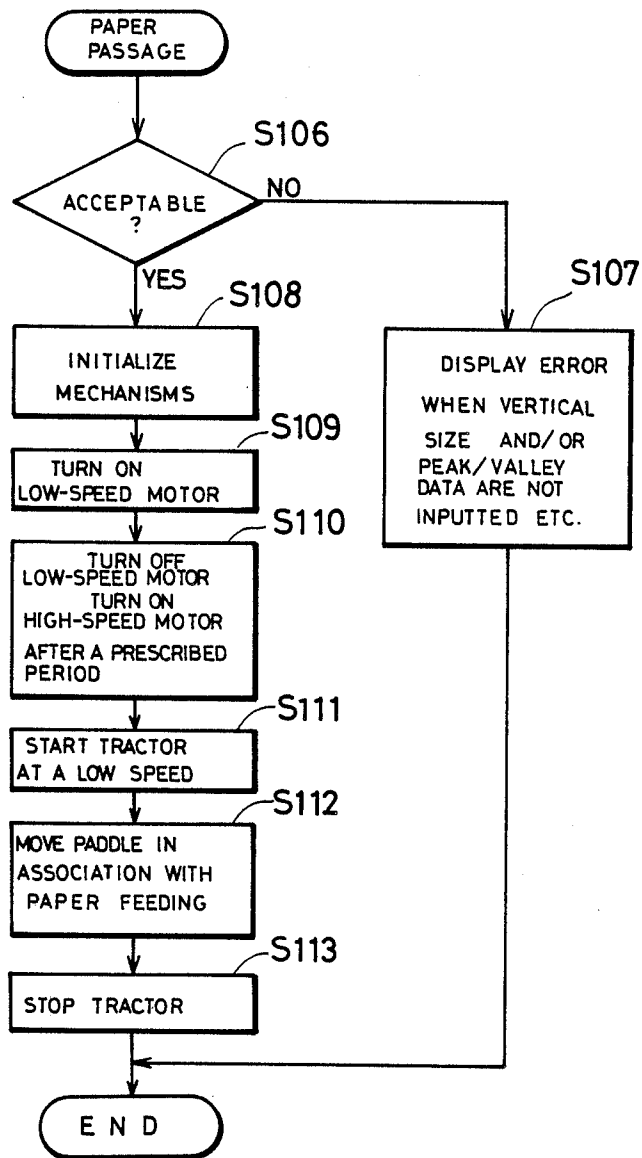 PAPER
PASSAGE
S106
ACCEPTABLE
?
NO
YES
S108
INITIALIZE
MECHANISMS
S107
DISPLAY ERROR
WHEN VERTICAL
SIZE AND/OR
PEAK/VALLEY
DATA ARE NOT
INPUTTED ETC.
S109
TURN ON
LOW-SPEED MOTOR
S110
TURN OFF
LOW-SPEED MOTOR
TURN ON
HIGH-SPEED MOTOR
AFTER A PRESCRIBED
PERIOD
S111
START TRACTOR
AT A LOW SPEED
S112
MOVE PADDLE IN
ASSOCIATION WITH
PAPER FEEDING
S113
STOP TRACTOR
END